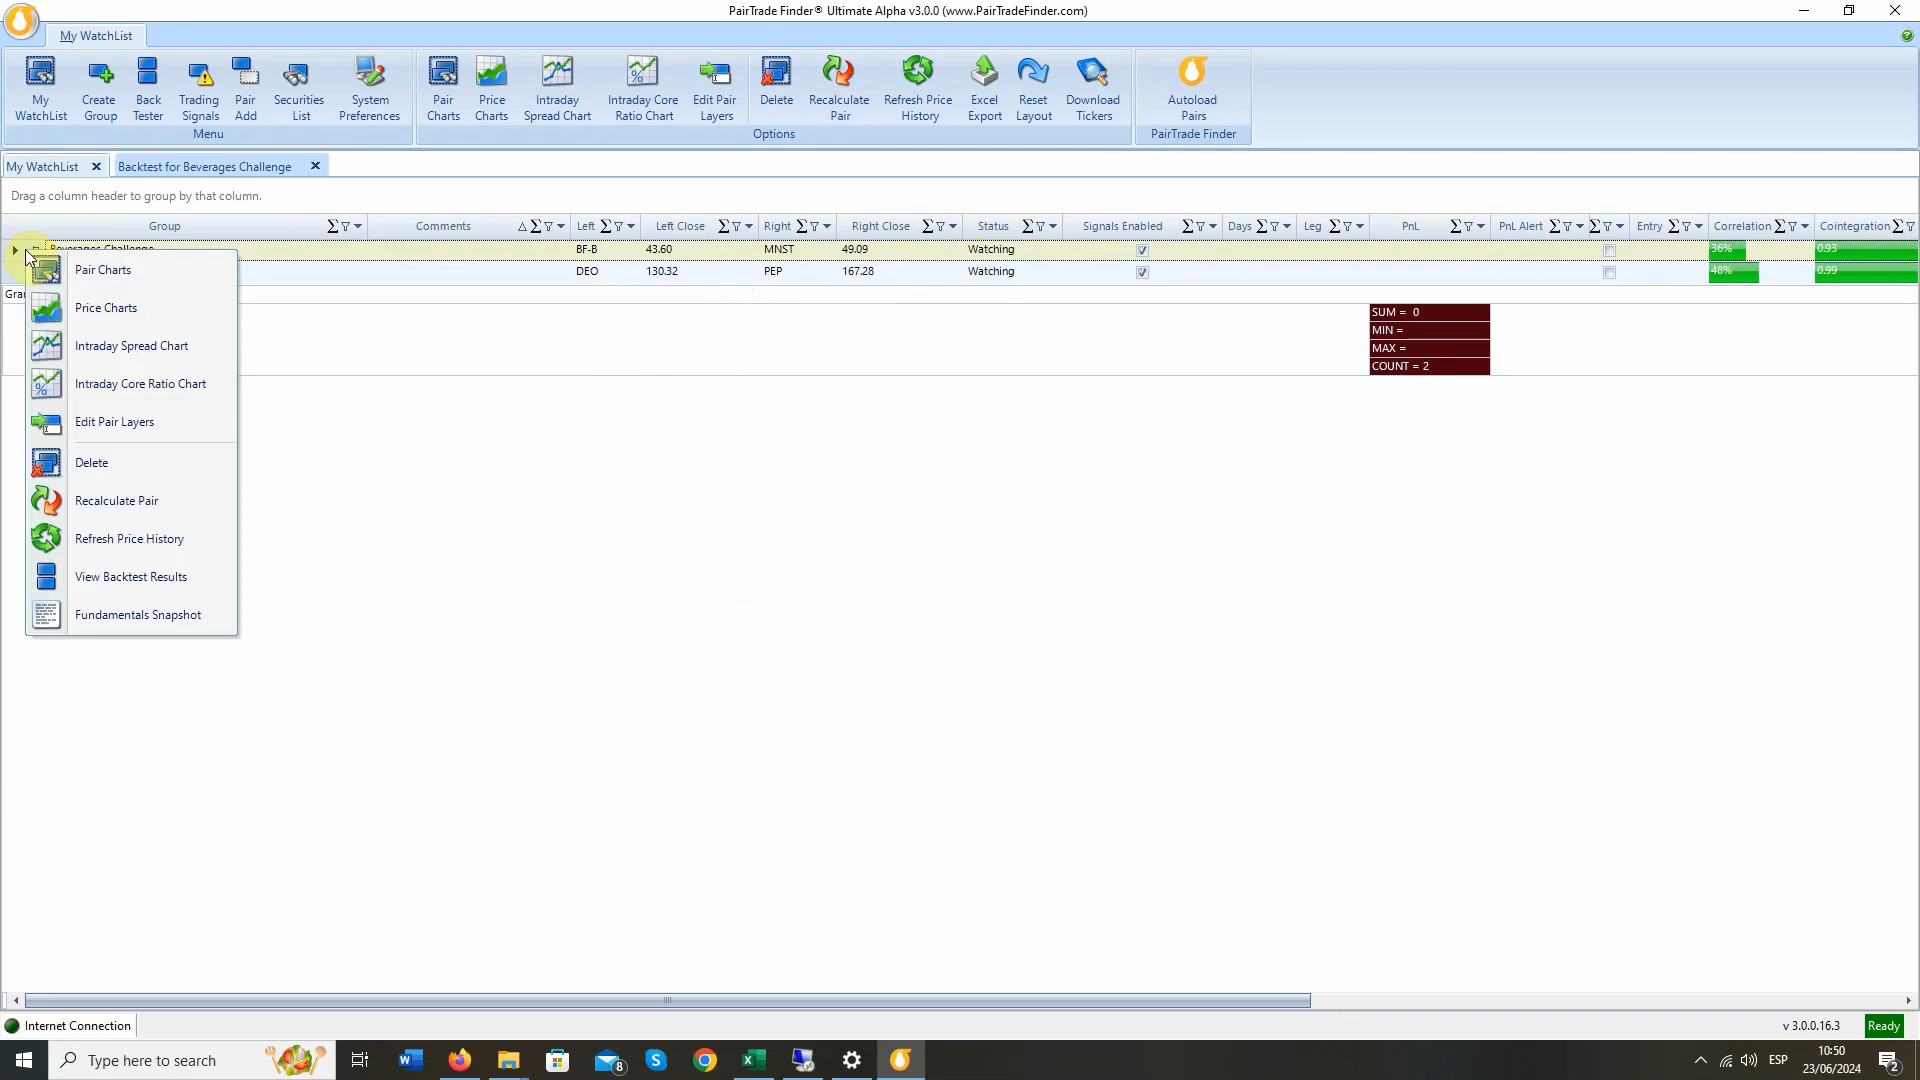 PairTrade Finder® Ultimate Alpha v3.0.0 (www.PairTradeFinder.com)
My WatchList
My WatchList
Create Group
Back Tester
Trading Signals
Pair Add
Securities List
System Preferences
Menu
Pair Charts
Price Charts
Intraday Spread Chart
Intraday Core Ratio Chart
Edit Pair Layers
Delete
Recalculate Pair
Refresh Price History
Excel Export
Reset Layout
Download Tickers
Options
Autoload Pairs
PairTrade Finder
My WatchList
Backtest for Beverages Challenge
Drag a column header to group by that column.
Group Comments Left Left Close Right Right Close Status Signals Enabled Days Leg PnL PnL Alert Entry Correlation Cointegration
Beverages Challenge BF-B 43.60 MNST 49.09 Watching 36% 0.93
DEO 130.32 PEP 167.28 Watching 48% 0.99
SUM = 0
MIN =
MAX =
COUNT = 2
Pair Charts
Price Charts
Intraday Spread Chart
Intraday Core Ratio Chart
Edit Pair Layers
Delete
Recalculate Pair
Refresh Price History
View Backtest Results
Fundamentals Snapshot
Internet Connection
v 3.0.0.16.3
Ready
Type here to search
8
ESP
10:50
23/06/2024
2